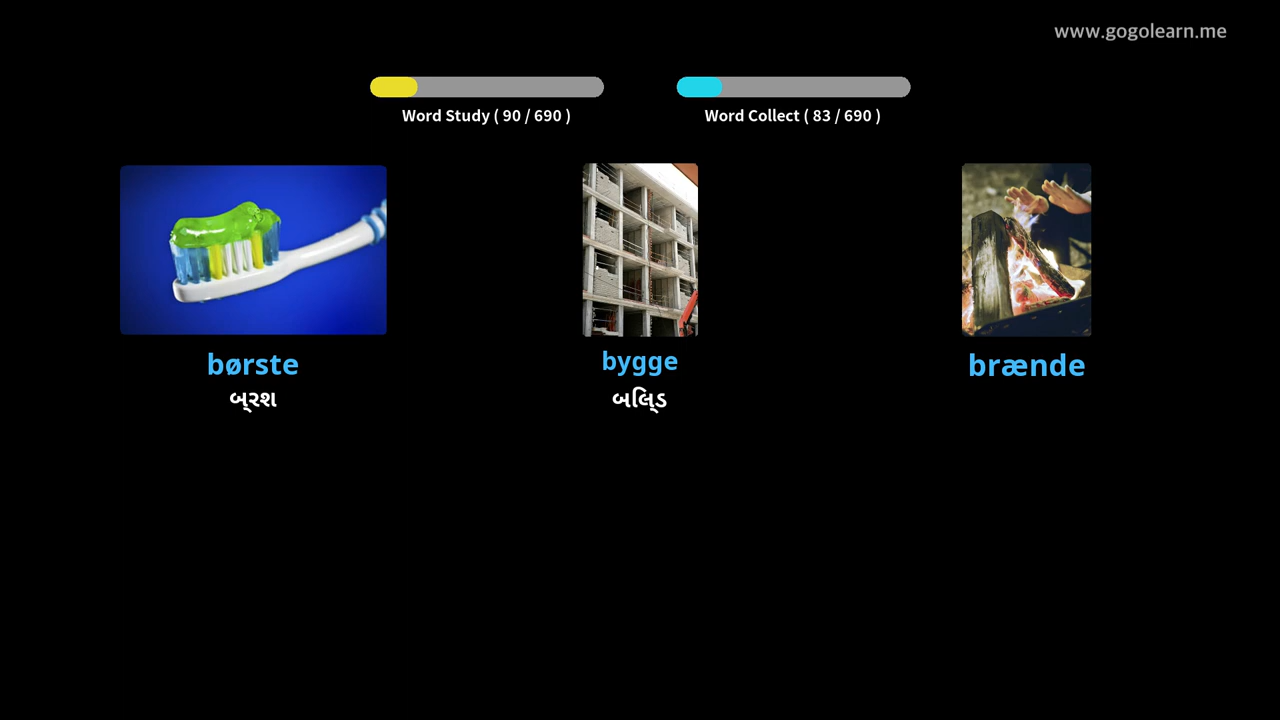 www.gogolearn.me
Word Study ( 90 / 690 )
Word Collect ( 83 / 690 )
børste
bygge
brænde
બ્રશ
બિલ્ડ